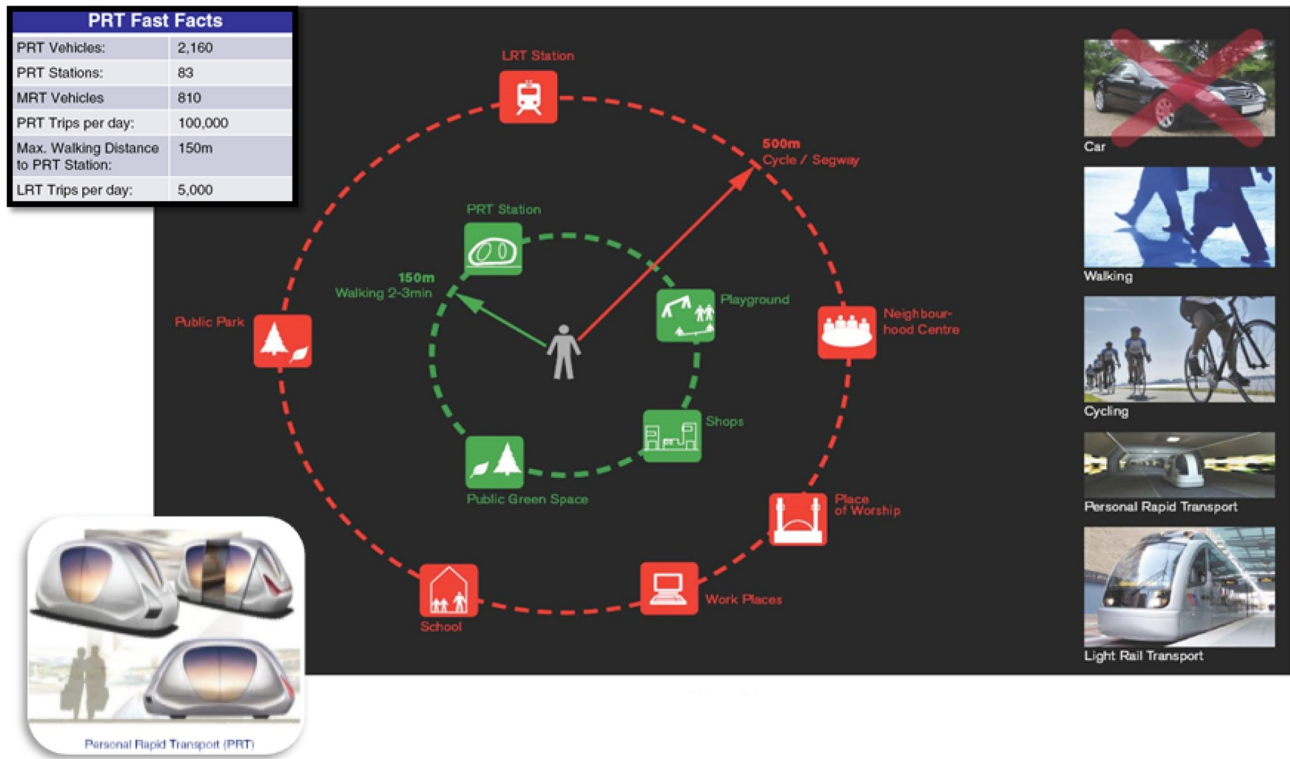 PRT Fast Facts
PRT Vehicles: 2,160
PRT Stations: 83
MRT Vehicles 810
PRT Trips per day: 100,000
Max. Walking Distance
to PRT Station: 150m
LRT Trips per day: 5,000
LRT Station
500m
Cycle / Segway
PRT Station
150m
Walking 2-3min
Playground
Public Park
Neighbour-
hood Centre
Shops
Public Green Space
Place
of Worship
School
Work Places
Car
Walking
Cycling
Personal Rapid Transport
Light Rail Transport
Personal Rapid Transport (PRT)